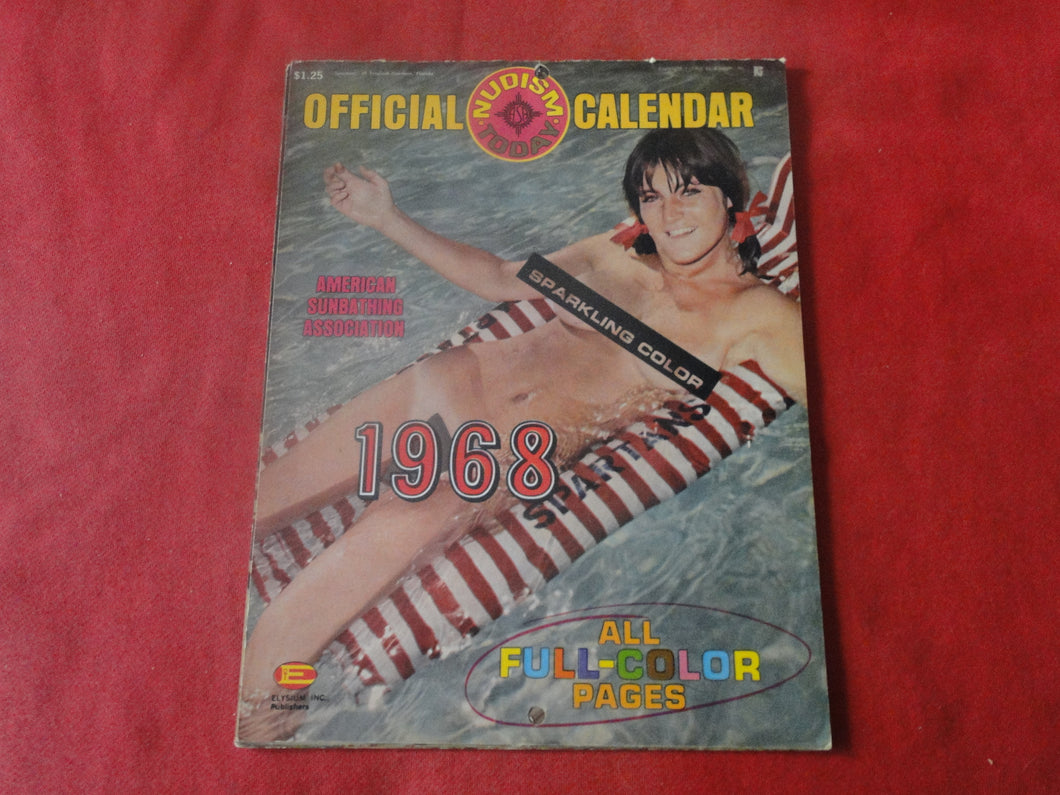 $1.25
OFFICIAL
NUDISM
TODAY
CALENDAR
AMERICAN
SUNBATHING
ASSOCIATION
SPARKLING COLOR
1968
SPARTANS
ALL
FULL-COLOR
PAGES
E
ELYSIUM INC.
Publishers